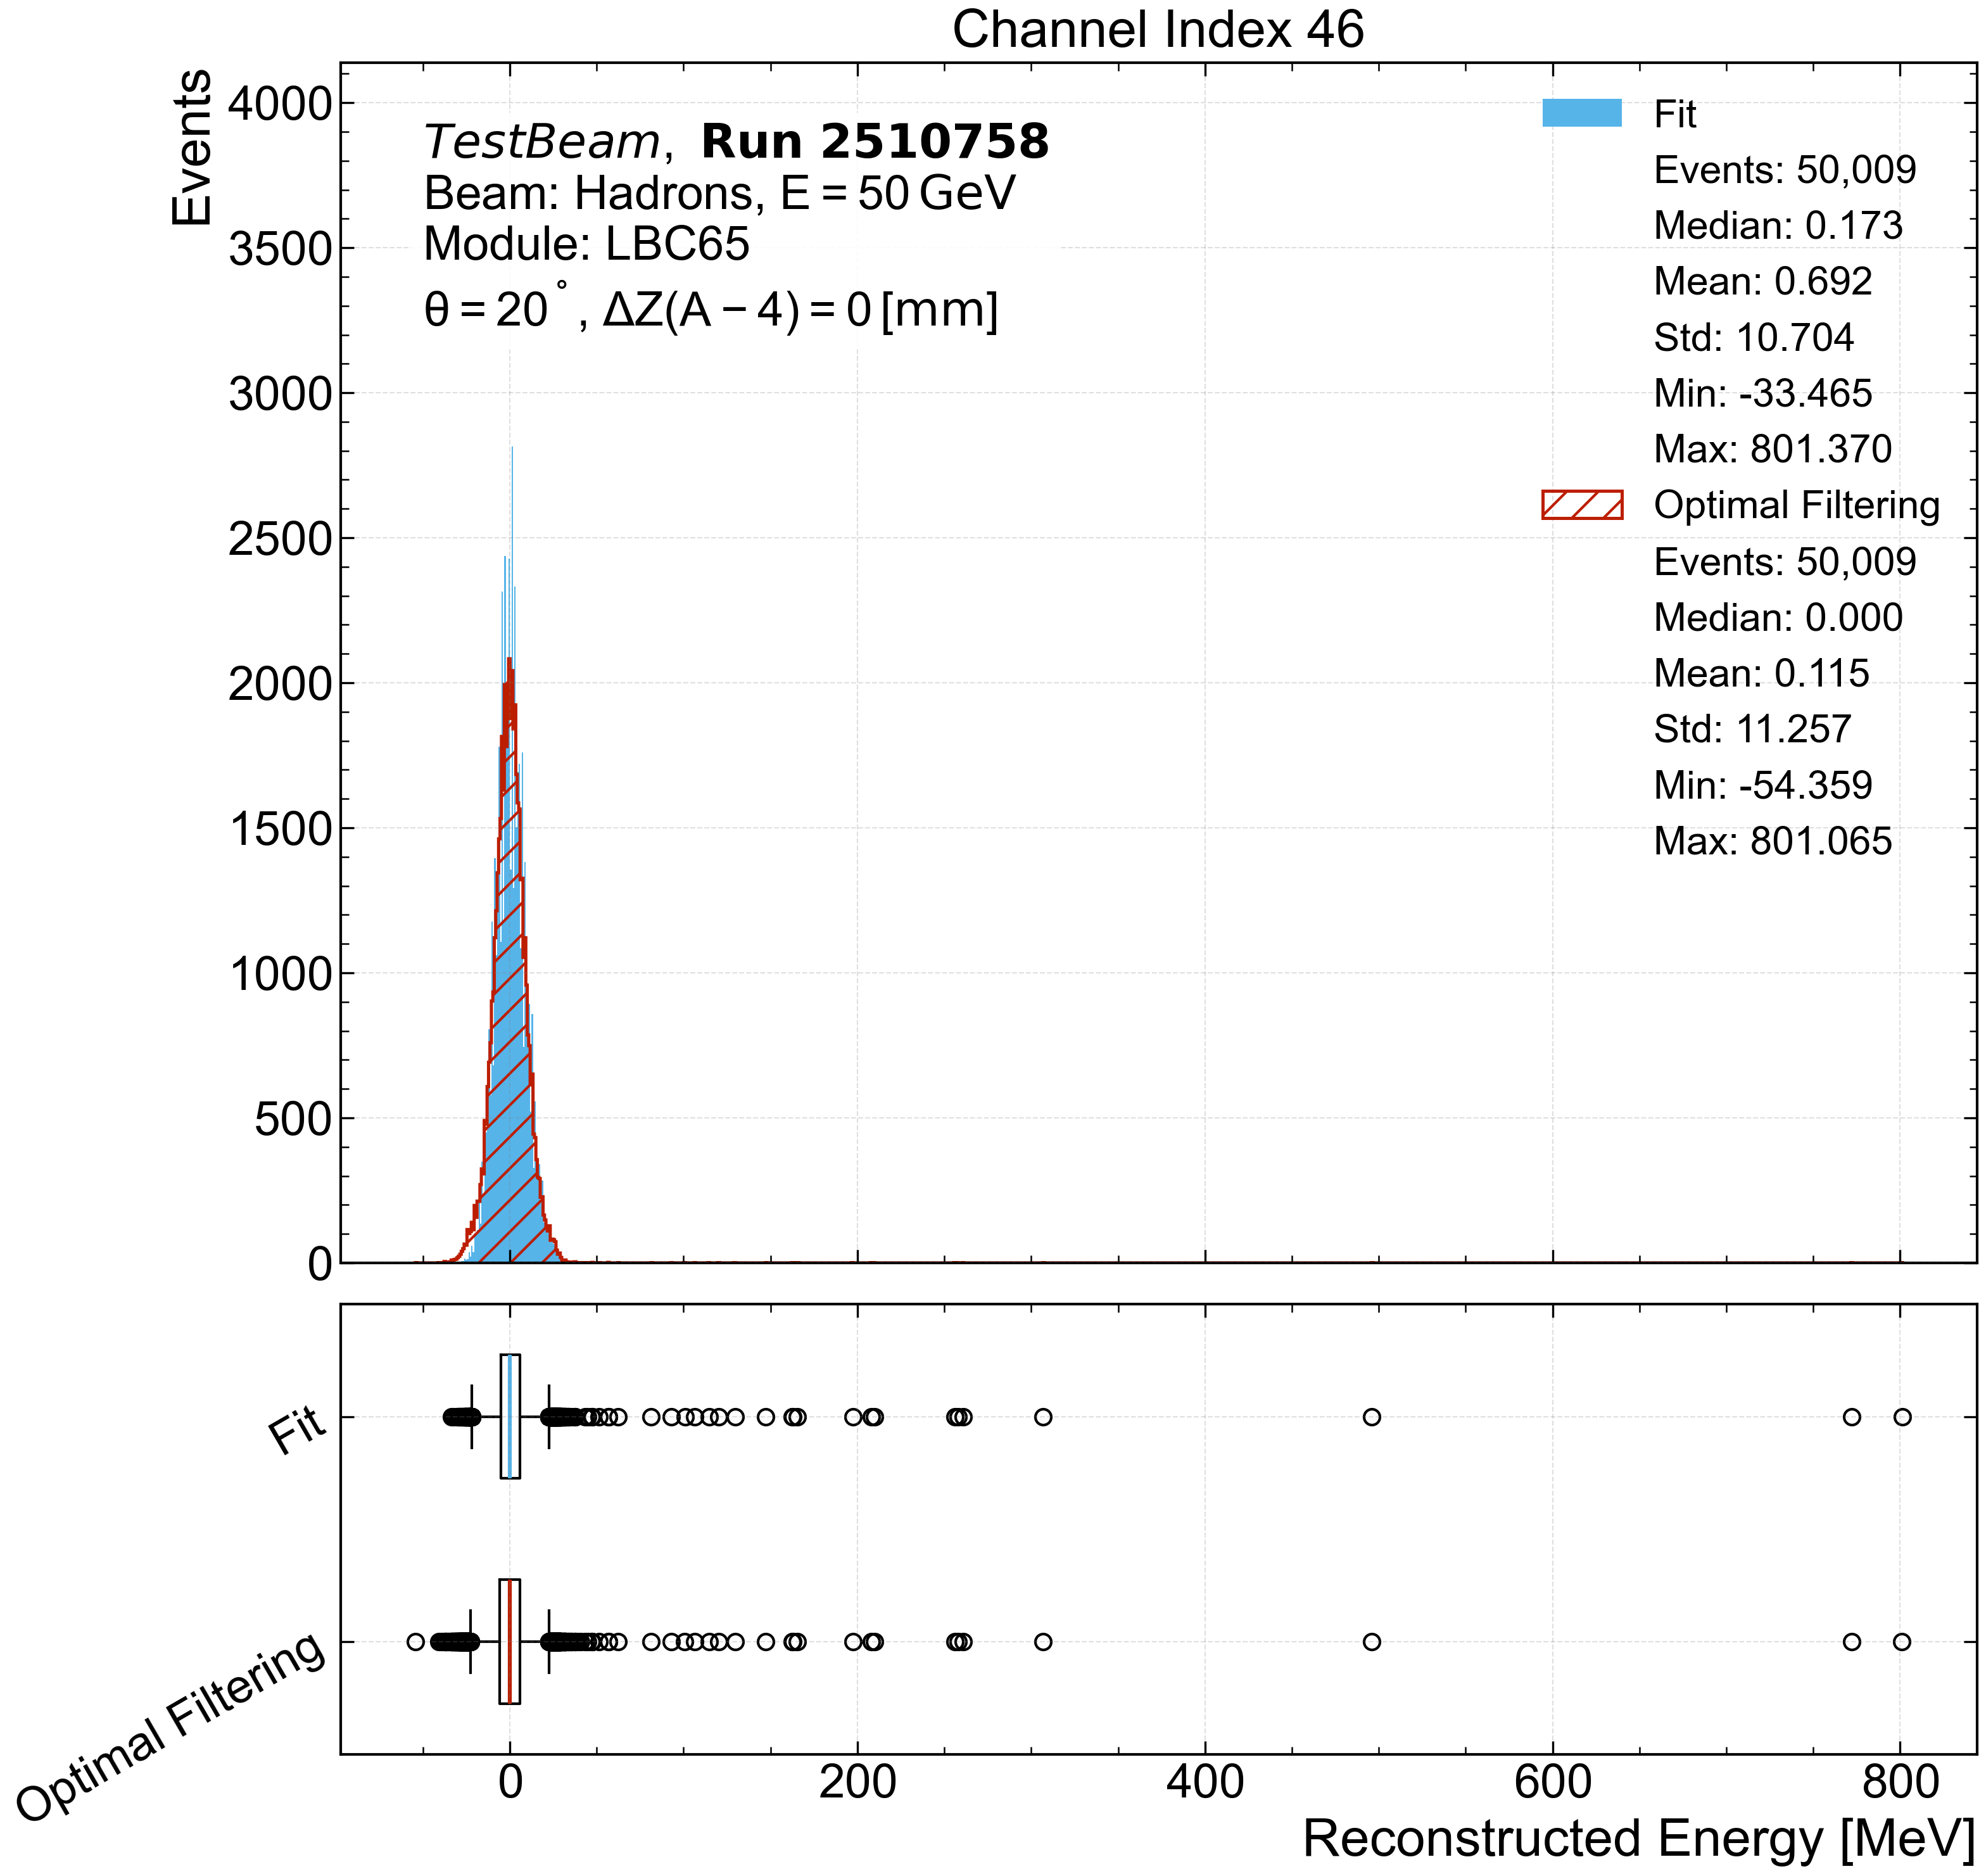 Channel Index 46
Events
4000
3500
3000
2500
2000
1500
1000
500
0
TestBeam, Run 2510758
Beam: Hadrons, E = 50 GeV
Module: LBC65
θ = 20°, ΔZ(A − 4) = 0 [mm]
Fit
Events: 50,009
Median: 0.173
Mean: 0.692
Std: 10.704
Min: -33.465
Max: 801.370
Optimal Filtering
Events: 50,009
Median: 0.000
Mean: 0.115
Std: 11.257
Min: -54.359
Max: 801.065
Fit
Optimal Filtering
0 200 400 600 800
Reconstructed Energy [MeV]